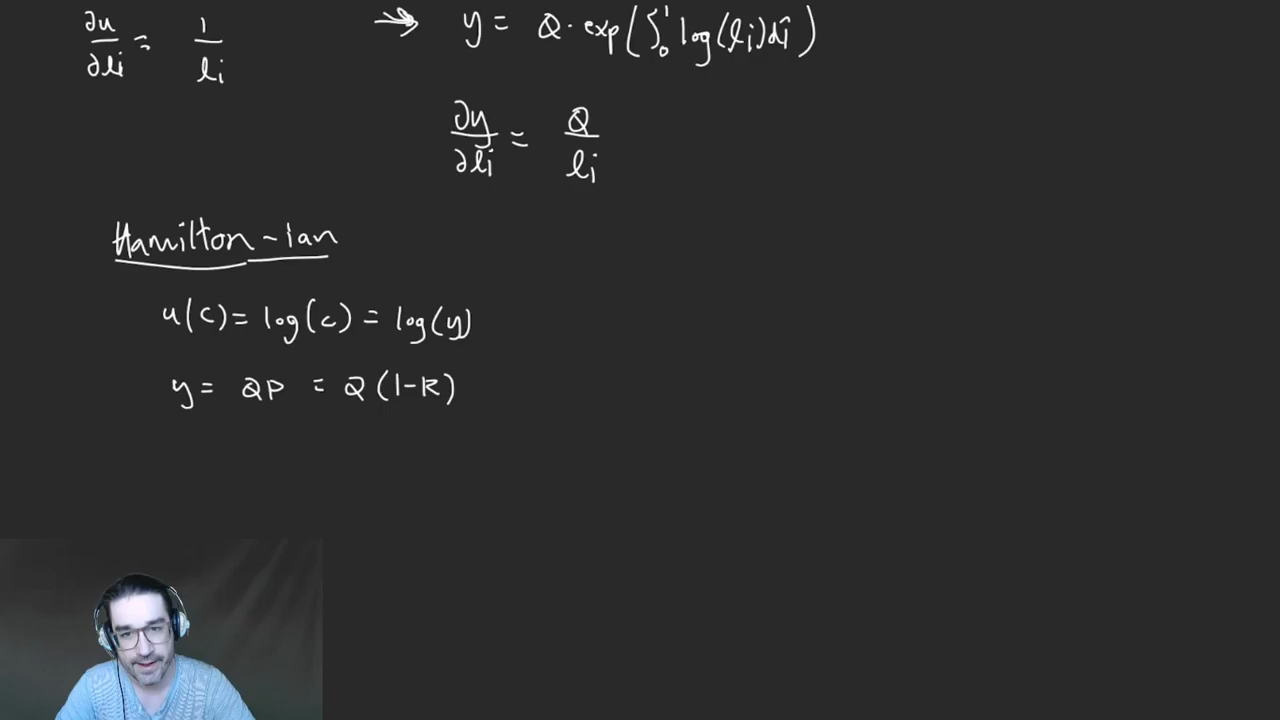 ∂u/∂li = 1/li ⇒ y = Q · exp(∫₀¹ log(li)di)
∂y/∂li = Q/li
Hamilton-ian
u(c) = log(c) = log(y)
y = QP = Q(1-R)